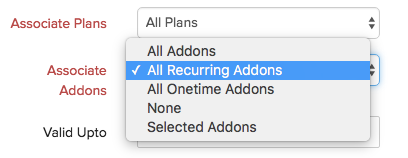 Associate Plans
All Plans
All Addons
Associate
Addons
✓ All Recurring Addons
All Onetime Addons
None
Selected Addons
Valid Upto